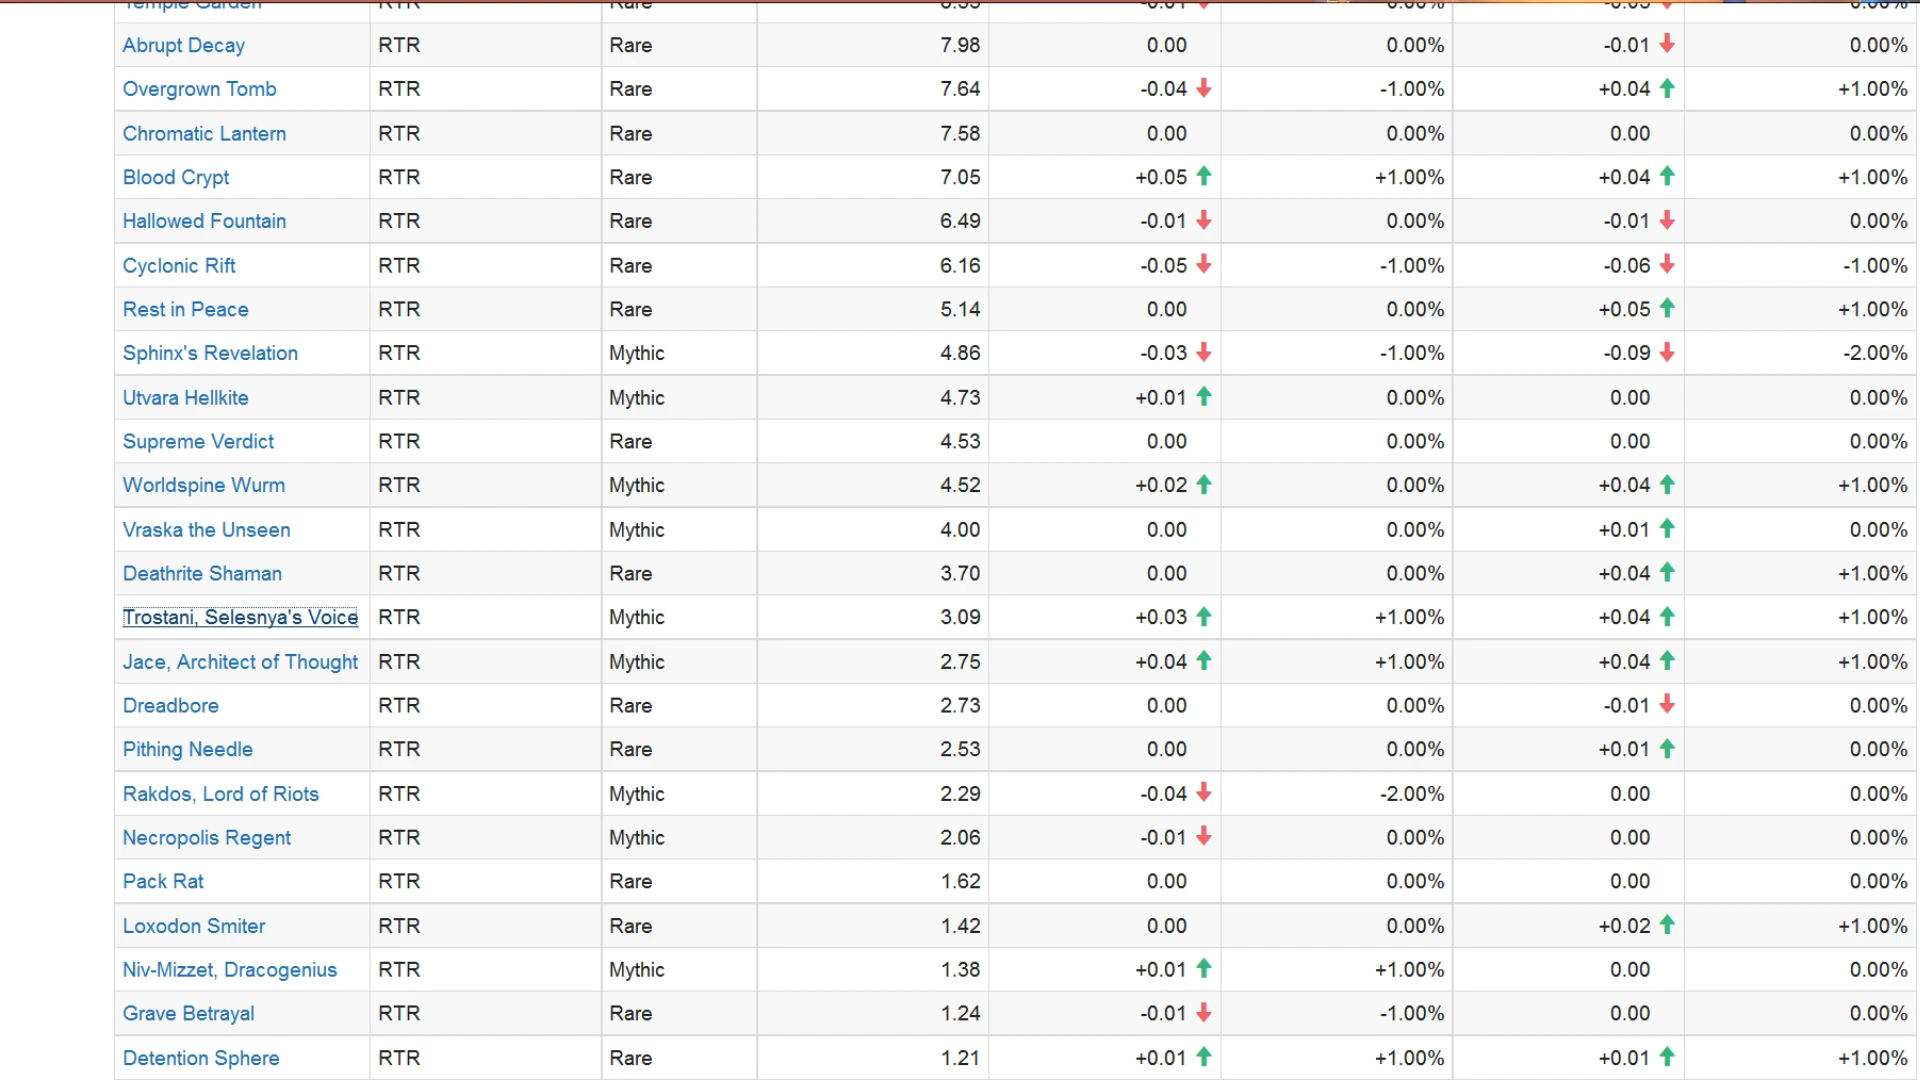 Temple Garden RTR Rare
Abrupt Decay RTR Rare 7.98 0.00 0.00% -0.01 0.00%
Overgrown Tomb RTR Rare 7.64 -0.04 -1.00% +0.04 +1.00%
Chromatic Lantern RTR Rare 7.58 0.00 0.00% 0.00 0.00%
Blood Crypt RTR Rare 7.05 +0.05 +1.00% +0.04 +1.00%
Hallowed Fountain RTR Rare 6.49 -0.01 0.00% -0.01 0.00%
Cyclonic Rift RTR Rare 6.16 -0.05 -1.00% -0.06 -1.00%
Rest in Peace RTR Rare 5.14 0.00 0.00% +0.05 +1.00%
Sphinx's Revelation RTR Mythic 4.86 -0.03 -1.00% -0.09 -2.00%
Utvara Hellkite RTR Mythic 4.73 +0.01 0.00% 0.00 0.00%
Supreme Verdict RTR Rare 4.53 0.00 0.00% 0.00 0.00%
Worldspine Wurm RTR Mythic 4.52 +0.02 0.00% +0.04 +1.00%
Vraska the Unseen RTR Mythic 4.00 0.00 0.00% +0.01 0.00%
Deathrite Shaman RTR Rare 3.70 0.00 0.00% +0.04 +1.00%
Trostani, Selesnya's Voice RTR Mythic 3.09 +0.03 +1.00% +0.04 +1.00%
Jace, Architect of Thought RTR Mythic 2.75 +0.04 +1.00% +0.04 +1.00%
Dreadbore RTR Rare 2.73 0.00 0.00% -0.01 0.00%
Pithing Needle RTR Rare 2.53 0.00 0.00% +0.01 0.00%
Rakdos, Lord of Riots RTR Mythic 2.29 -0.04 -2.00% 0.00 0.00%
Necropolis Regent RTR Mythic 2.06 -0.01 0.00% 0.00 0.00%
Pack Rat RTR Rare 1.62 0.00 0.00% 0.00 0.00%
Loxodon Smiter RTR Rare 1.42 0.00 0.00% +0.02 +1.00%
Niv-Mizzet, Dracogenius RTR Mythic 1.38 +0.01 +1.00% 0.00 0.00%
Grave Betrayal RTR Rare 1.24 -0.01 -1.00% 0.00 0.00%
Detention Sphere RTR Rare 1.21 +0.01 +1.00% +0.01 +1.00%